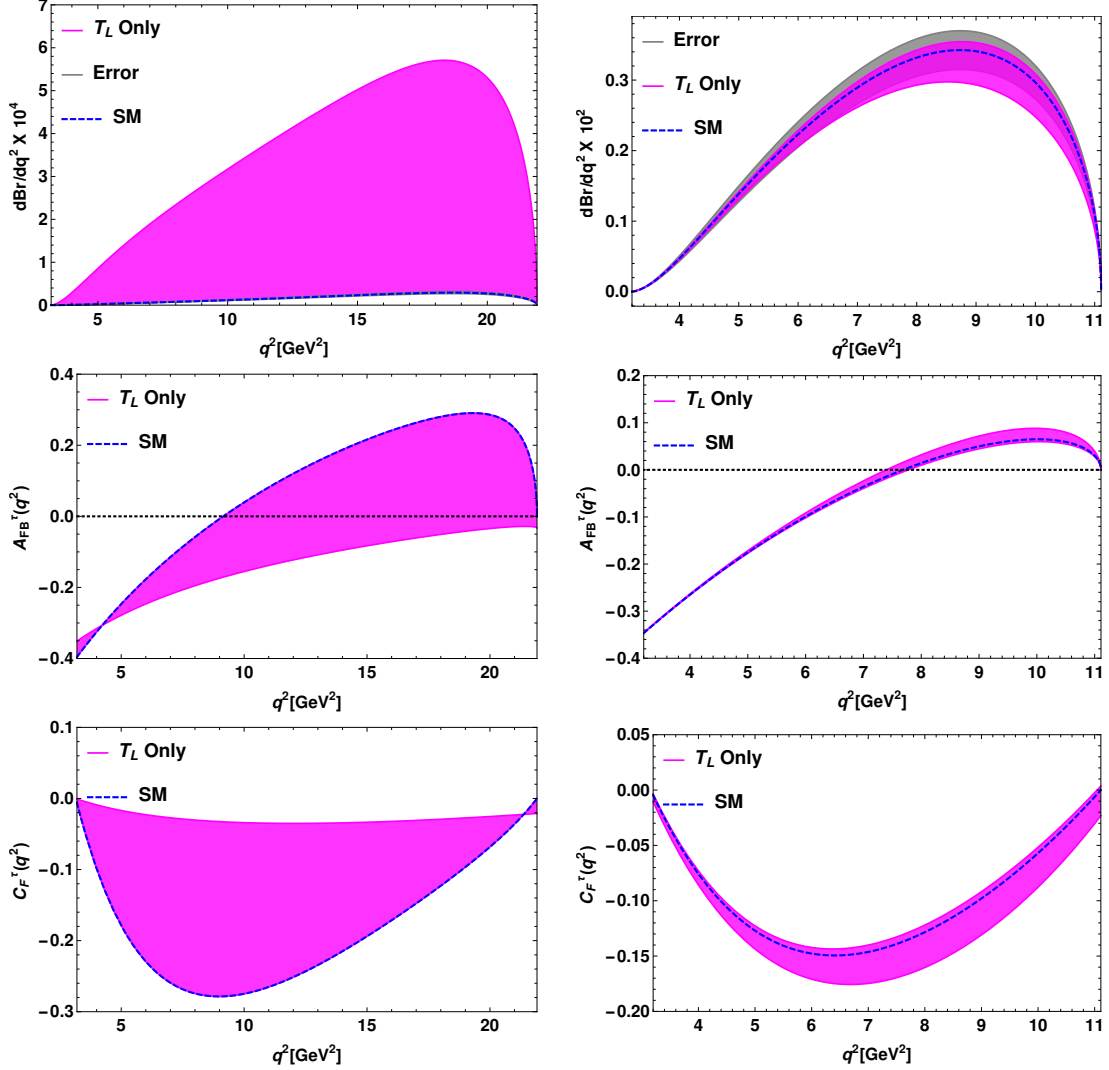 T_L Only
Error
SM
dBr/dq² X 10⁴
7
6
5
4
3
2
1
0
5 10 15 20
q²[GeV²]
Error
T_L Only
SM
dBr/dq² X 10²
0.3
0.2
0.1
0.0
4 5 6 7 8 9 10 11
q²[GeV²]
T_L Only
SM
A_FB^τ(q²)
0.4
0.2
0.0
−0.2
−0.4
5 10 15 20
q²[GeV²]
T_L Only
SM
A_FB^τ(q²)
0.2
0.1
0.0
−0.1
−0.2
−0.3
−0.4
4 5 6 7 8 9 10 11
q²[GeV²]
T_L Only
SM
C_F^τ(q²)
0.1
0.0
−0.1
−0.2
−0.3
5 10 15 20
q²[GeV²]
T_L Only
SM
C_F^τ(q²)
0.05
0.00
−0.05
−0.10
−0.15
−0.20
4 5 6 7 8 9 10 11
q²[GeV²]